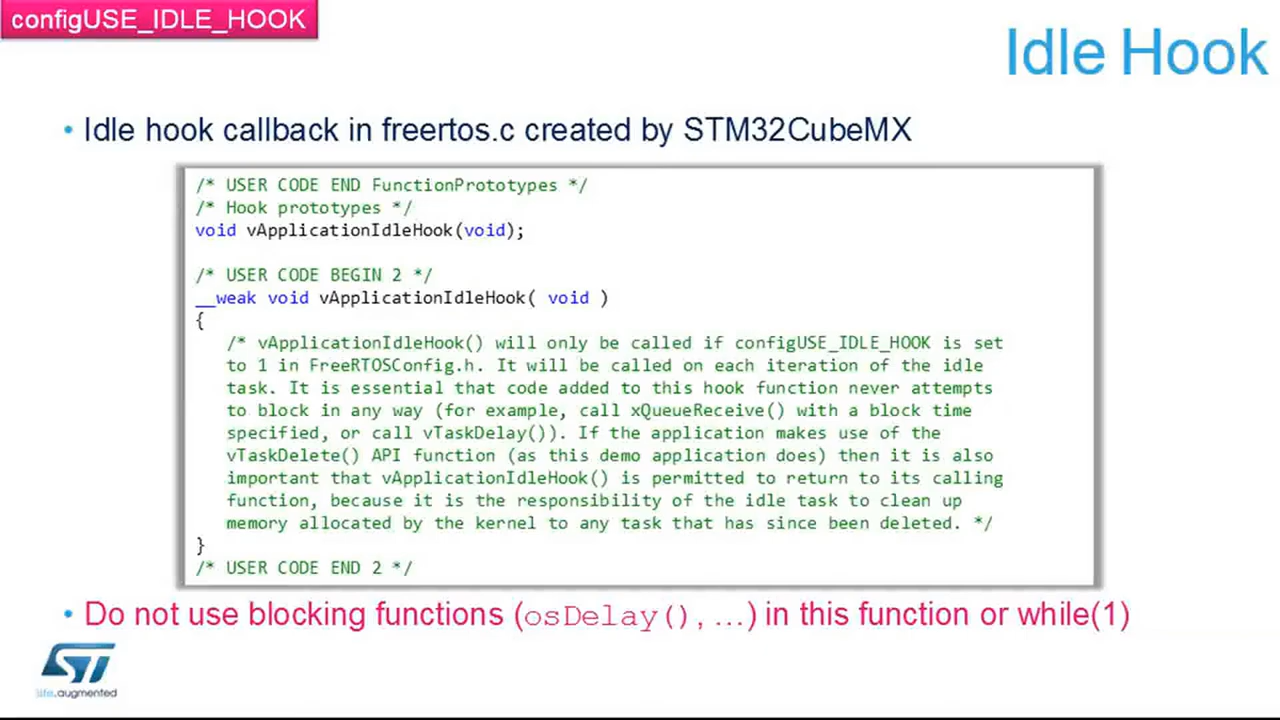 configUSE_IDLE_HOOK
Idle Hook
• Idle hook callback in freertos.c created by STM32CubeMX
/* USER CODE END FunctionPrototypes */
/* Hook prototypes */
void vApplicationIdleHook(void);
/* USER CODE BEGIN 2 */
__weak void vApplicationIdleHook( void )
{
/* vApplicationIdleHook() will only be called if configUSE_IDLE_HOOK is set
to 1 in FreeRTOSConfig.h. It will be called on each iteration of the idle
task. It is essential that code added to this hook function never attempts
to block in any way (for example, call xQueueReceive() with a block time
specified, or call vTaskDelay()). If the application makes use of the
vTaskDelete() API function (as this demo application does) then it is also
important that vApplicationIdleHook() is permitted to return to its calling
function, because it is the responsibility of the idle task to clean up
memory allocated by the kernel to any task that has since been deleted. */
}
/* USER CODE END 2 */
• Do not use blocking functions (osDelay(), …) in this function or while(1)
ST
life.augmented